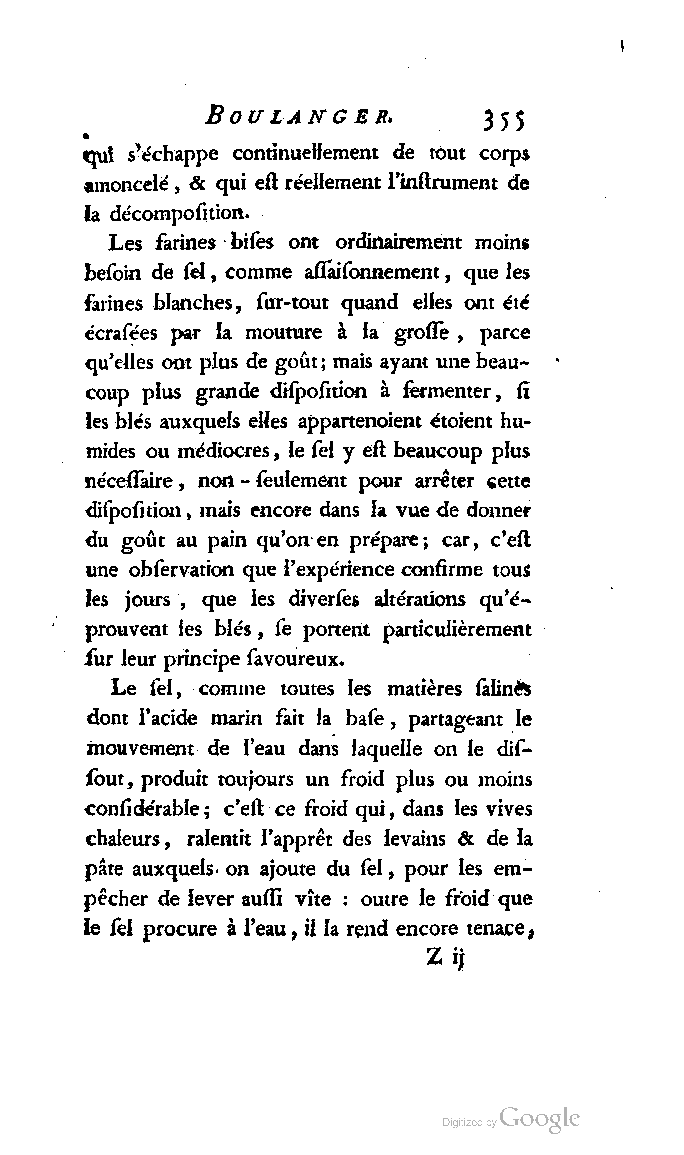 BOULANGER. 355
qui s'échappe continuellement de tout corps
amoncelé, & qui eſt réellement l'inſtrument de
la décompoſition.
Les farines biſes ont ordinairement moins
beſoin de ſel, comme aſſaiſonnement, que les
farines blanches, ſur-tout quand elles ont été
écraſées par la mouture à la groſſe, parce
qu'elles ont plus de goût; mais ayant une beau-
coup plus grande diſpoſition à fermenter, ſi
les blés auxquels elles appartenoient étoient hu-
mides ou médiocres, le ſel y eſt beaucoup plus
néceſſaire, non-ſeulement pour arrêter cette
diſpoſition, mais encore dans la vue de donner
du goût au pain qu'on en prépare; car, c'eſt
une obſervation que l'expérience confirme tous
les jours, que les diverſes altérations qu'é-
prouvent les blés, ſe portent particulièrement
ſur leur principe ſavoureux.
Le ſel, comme toutes les matières ſalines
dont l'acide marin fait la baſe, partageant le
mouvement de l'eau dans laquelle on le diſ-
ſout, produit toujours un froid plus ou moins
conſidérable; c'eſt ce froid qui, dans les vives
chaleurs, ralentit l'apprêt des levains & de la
pâte auxquels on ajoute du ſel, pour les em-
pêcher de lever auſſi vîte : outre le froid que
le ſel procure à l'eau, il la rend encore tenace,
Z ij
Digitized by Google